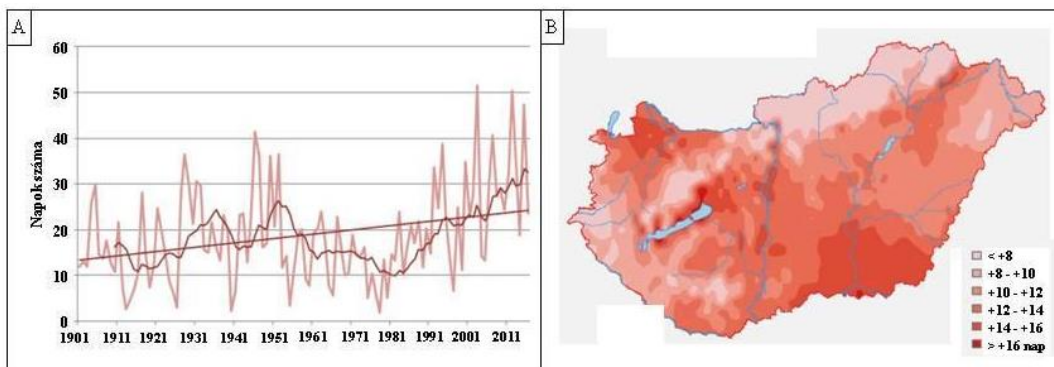 A
Napok száma
60
50
40
30
20
10
0
1901 1911 1921 1931 1941 1951 1961 1971 1981 1991 2001 2011
B
< +8
+8 - +10
+10 - +12
+12 - +14
+14 - +16
> +16 nap